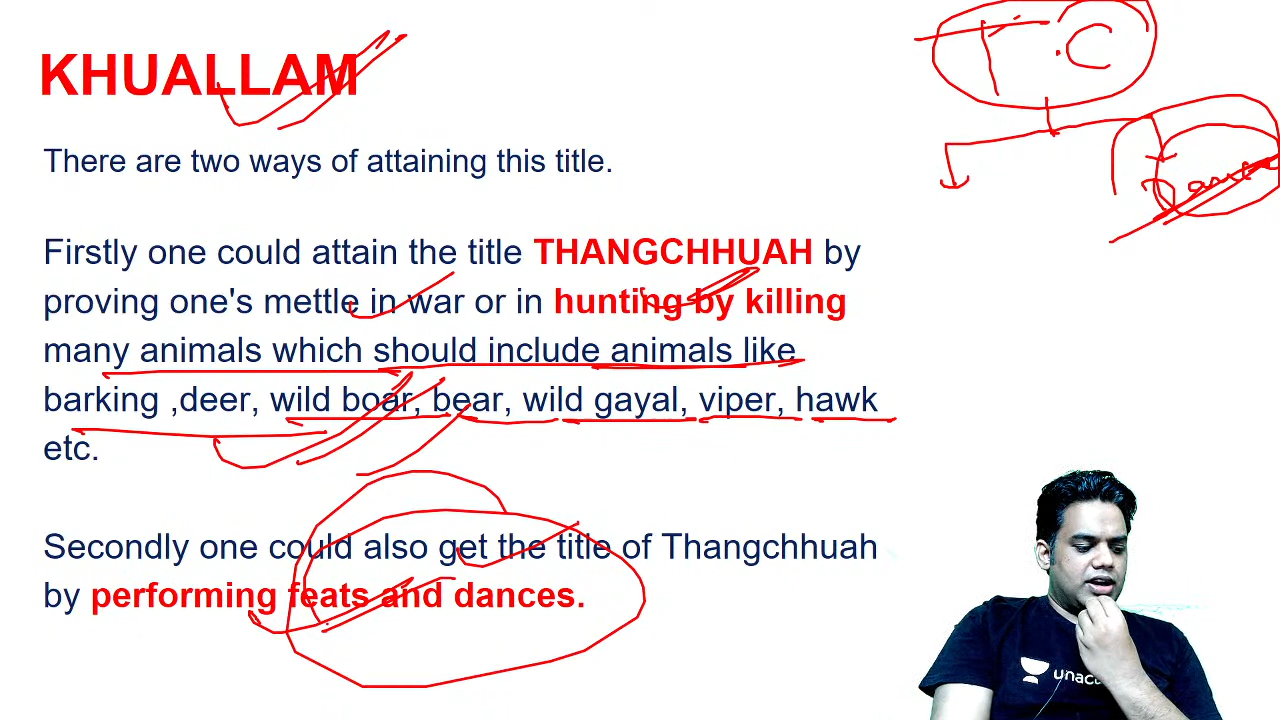 KHUALLAM
There are two ways of attaining this title.
Firstly one could attain the title THANGCHHUAH by
proving one's mettle in war or in hunting by killing
many animals which should include animals like
barking ,deer, wild boar, bear, wild gayal, viper, hawk
etc.
Secondly one could also get the title of Thangchhuah
by performing feats and dances.
T.C
unaca